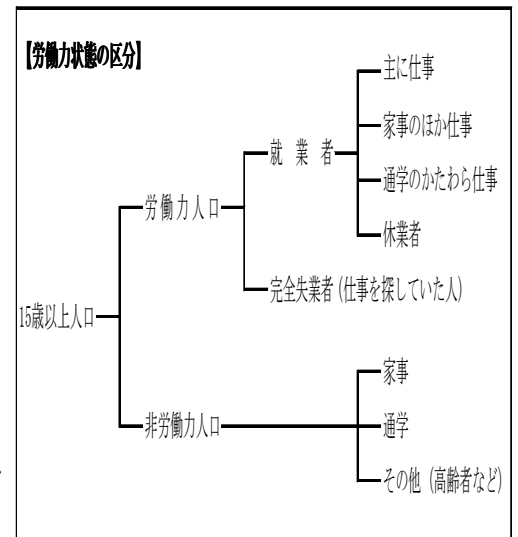 【労働力状態の区分】
主に仕事
家事のほか仕事
就業者
通学のかたわら仕事
労働力人口
休業者
完全失業者(仕事を探していた人)
15歳以上人口
家事
非労働力人口
通学
その他(高齢者など)